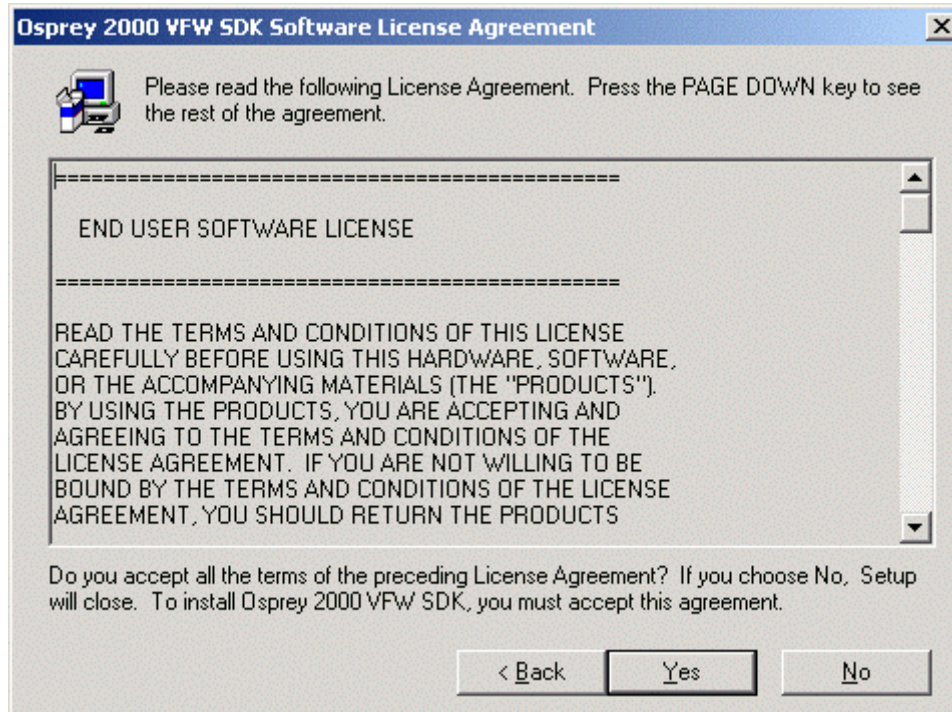 Osprey 2000 VFW SDK Software License Agreement
Please read the following License Agreement.  Press the PAGE DOWN key to see
the rest of the agreement.
==================================================
END USER SOFTWARE LICENSE
==================================================
READ THE TERMS AND CONDITIONS OF THIS LICENSE
CAREFULLY BEFORE USING THIS HARDWARE, SOFTWARE,
OR THE ACCOMPANYING MATERIALS (THE "PRODUCTS").
BY USING THE PRODUCTS, YOU ARE ACCEPTING AND
AGREEING TO THE TERMS AND CONDITIONS OF THE
LICENSE AGREEMENT.  IF YOU ARE NOT WILLING TO BE
BOUND BY THE TERMS AND CONDITIONS OF THE LICENSE
AGREEMENT, YOU SHOULD RETURN THE PRODUCTS
Do you accept all the terms of the preceding License Agreement?  If you choose No,  Setup
will close.  To install Osprey 2000 VFW SDK, you must accept this agreement.
< Back
Yes
No